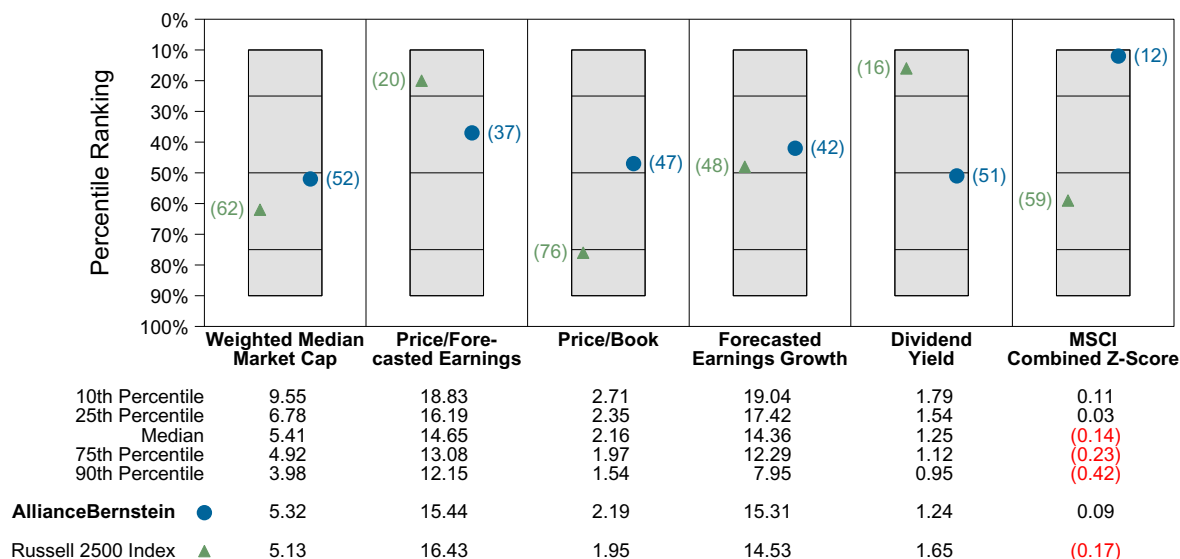 0%
10%
20%
30%
40%
50%
60%
70%
80%
90%
100%
Percentile Ranking
(62)
(52)
(20)
(37)
(76)
(47)
(48)
(42)
(16)
(51)
(59)
(12)
Weighted Median
Market Cap
Price/Fore-
casted Earnings
Price/Book
Forecasted
Earnings Growth
Dividend
Yield
MSCI
Combined Z-Score
10th Percentile 9.55 18.83 2.71 19.04 1.79 0.11
25th Percentile 6.78 16.19 2.35 17.42 1.54 0.03
Median 5.41 14.65 2.16 14.36 1.25 (0.14)
75th Percentile 4.92 13.08 1.97 12.29 1.12 (0.23)
90th Percentile 3.98 12.15 1.54 7.95 0.95 (0.42)
AllianceBernstein 5.32 15.44 2.19 15.31 1.24 0.09
Russell 2500 Index 5.13 16.43 1.95 14.53 1.65 (0.17)